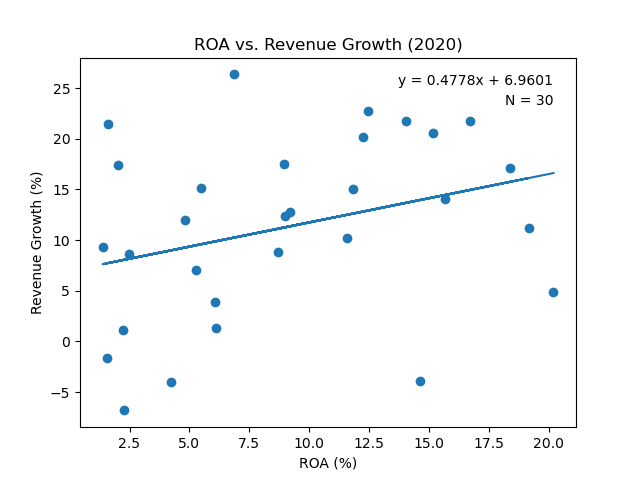 ROA vs. Revenue Growth (2020)
y = 0.4778x + 6.9601
N = 30
25
20
15
10
5
0
−5
Revenue Growth (%)
2.5 5.0 7.5 10.0 12.5 15.0 17.5 20.0
ROA (%)